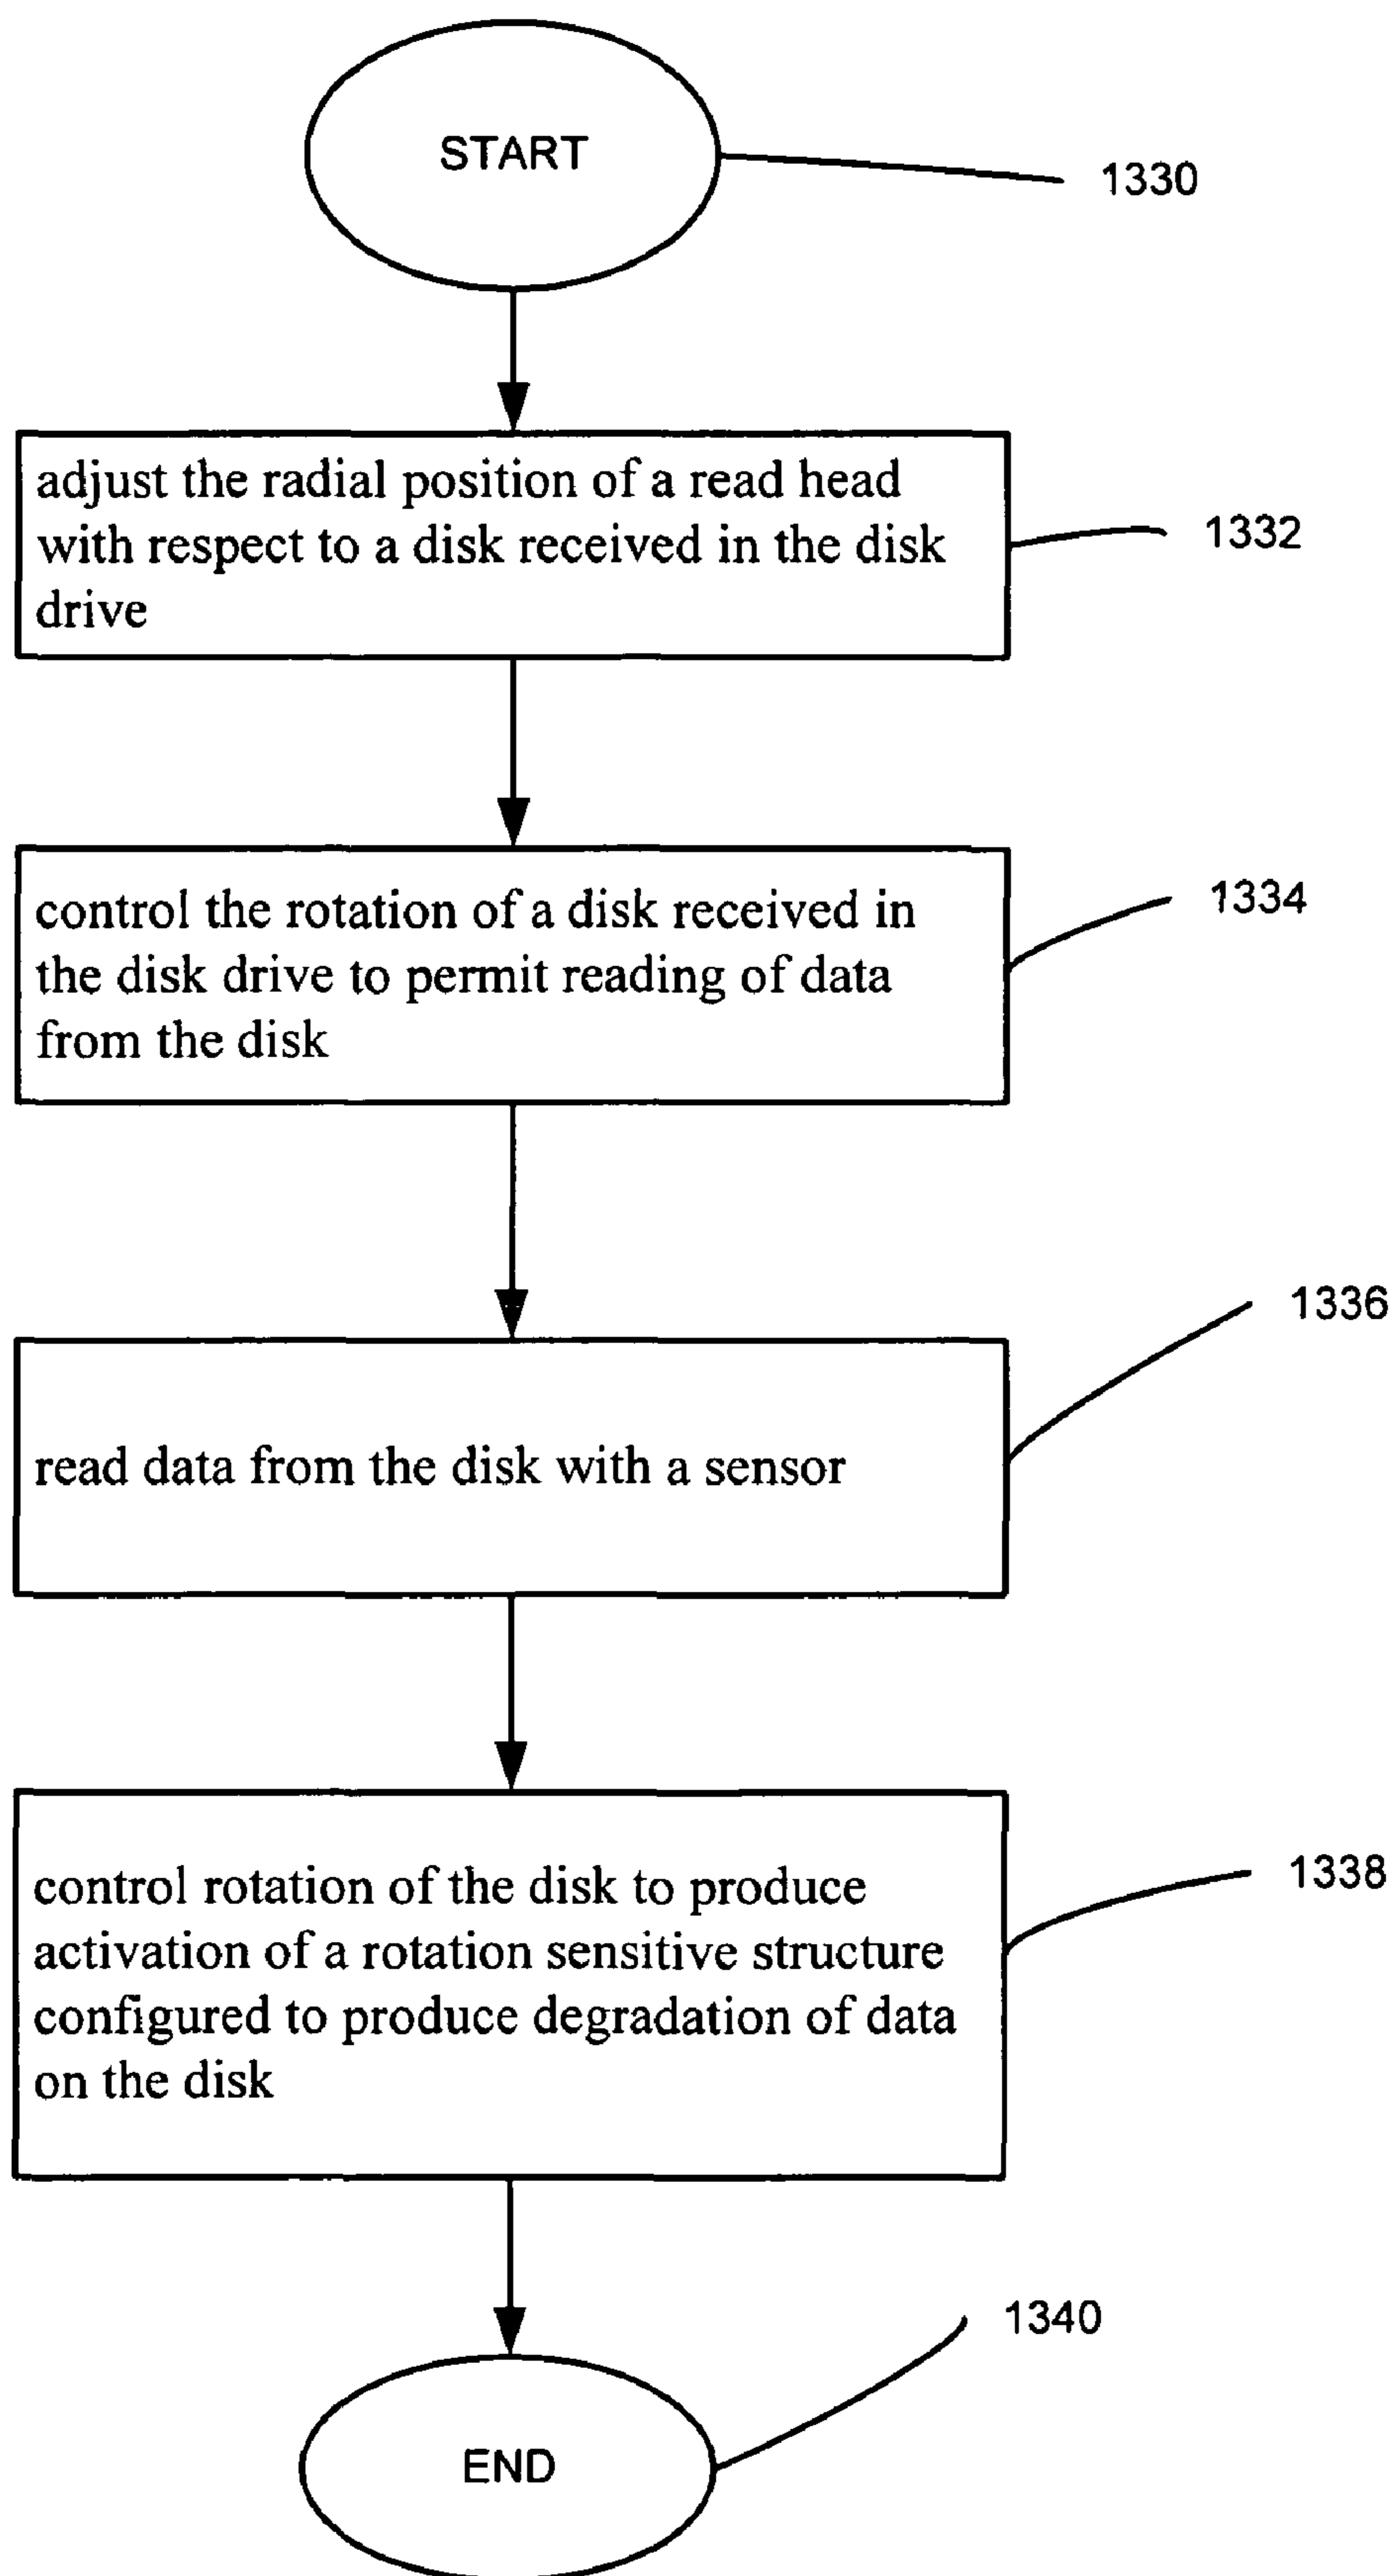 START
1330
adjust the radial position of a read head
with respect to a disk received in the disk
drive
1332
control the rotation of a disk received in
the disk drive to permit reading of data
from the disk
1334
read data from the disk with a sensor
1336
control rotation of the disk to produce
activation of a rotation sensitive structure
configured to produce degradation of data
on the disk
1338
END
1340